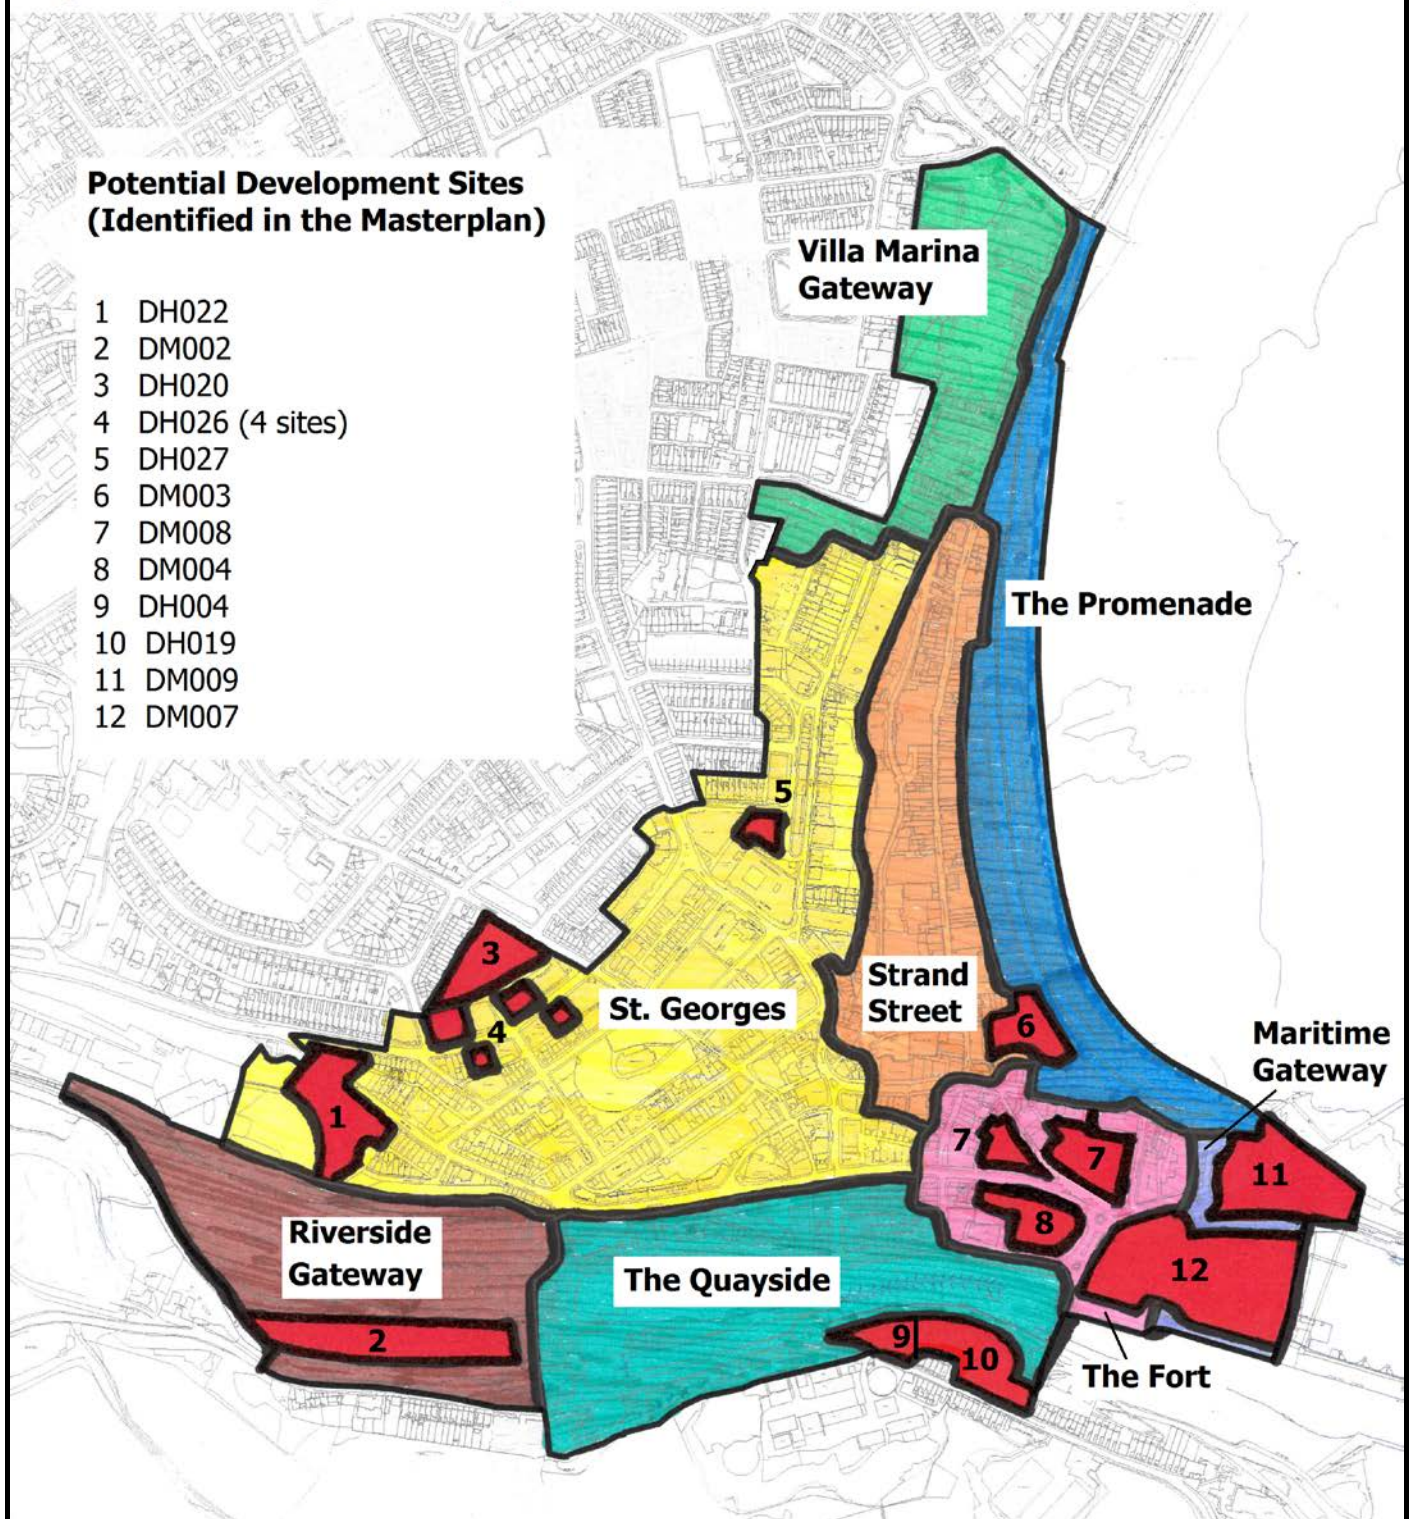 Potential Development Sites
(Identified in the Masterplan)
1 DH022
2 DM002
3 DH020
4 DH026 (4 sites)
5 DH027
6 DM003
7 DM008
8 DM004
9 DH004
10 DH019
11 DM009
12 DM007
Villa Marina
Gateway
The Promenade
5
3
4
St. Georges
Strand
Street
6
Maritime
Gateway
1
7
7
11
8
Riverside
Gateway
The Quayside
12
2
9
10
The Fort